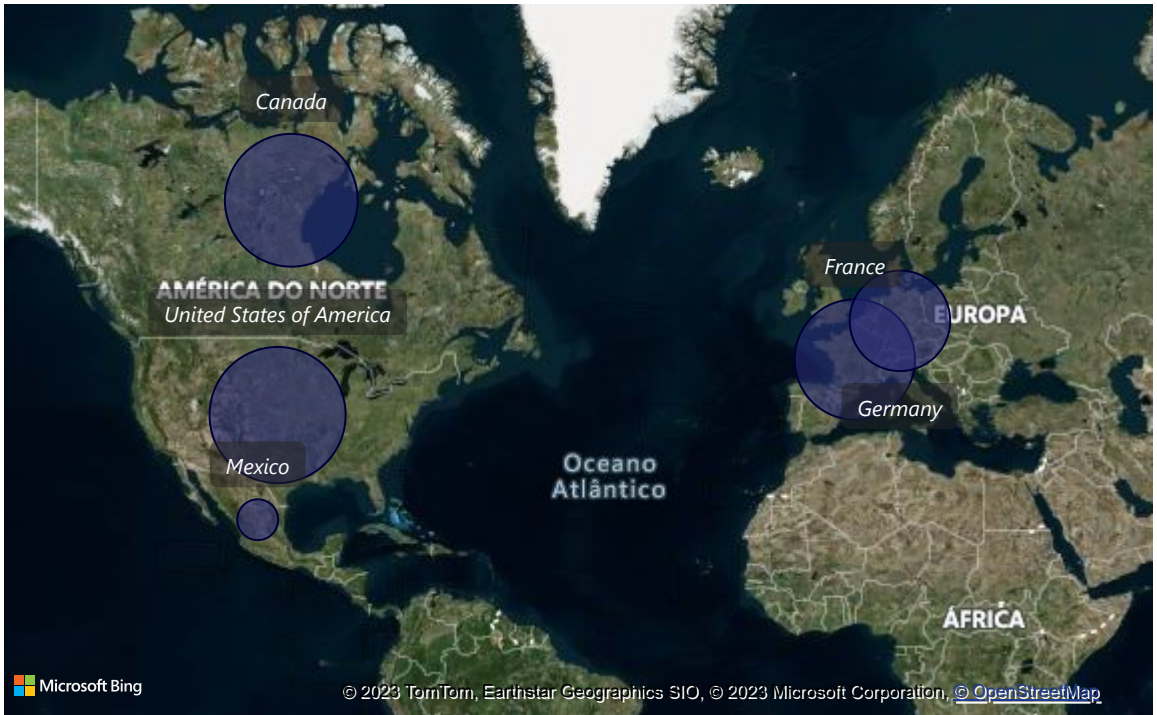 Canada
AMÉRICA DO NORTE
United States of America
France
EUROPA
Germany
Mexico
Oceano
Atlântico
ÁFRICA
Microsoft Bing
© 2023 TomTom, Earthstar Geographics SIO, © 2023 Microsoft Corporation, © OpenStreetMap